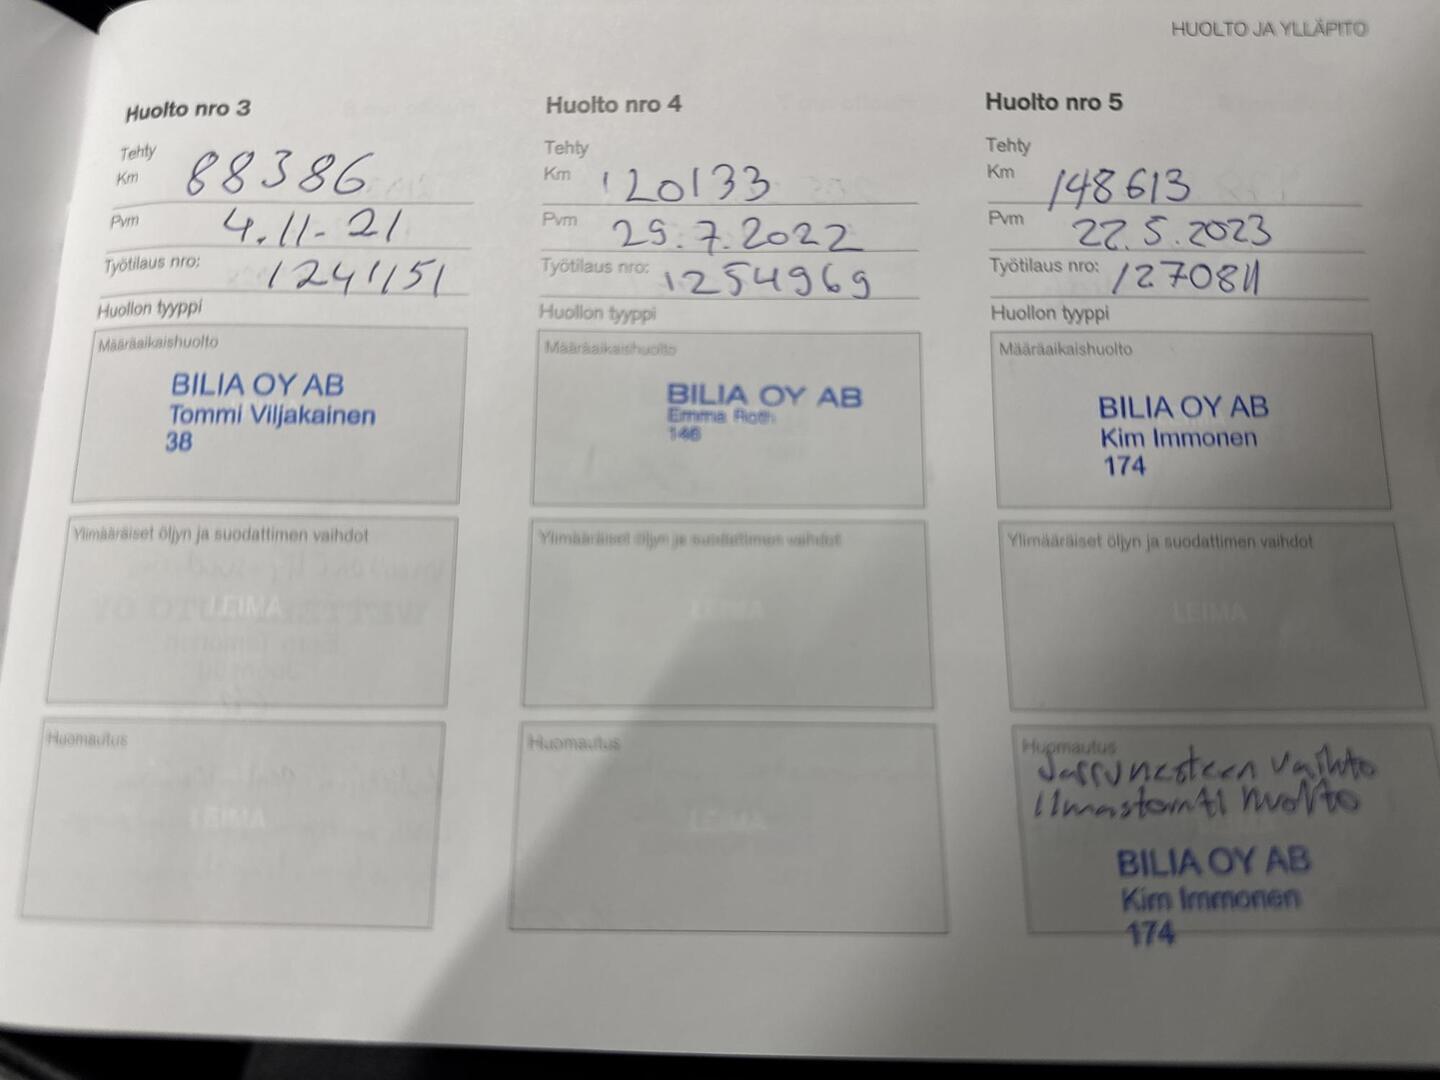 HUOLTO JA YLLÄPITO
Huolto nro 3
Tehty
Km 88386
Pvm 4.11-21
Työtilaus nro: 1241151
Huollon tyyppi
Määräaikaishuolto
BILIA OY AB
Tommi Viljakainen
38
Ylimääräiset öljyn ja suodattimen vaihdot
LEIMA
Huomautus
LEIMA
Huolto nro 4
Tehty
Km 120133
Pvm 29.7.2022
Työtilaus nro: 1254969
Huollon tyyppi
Määräaikaishuolto
BILIA OY AB
Emma Roth
146
Ylimääräiset öljyn ja suodattimen vaihdot
LEIMA
Huomautus
LEIMA
Huolto nro 5
Tehty
Km 148613
Pvm 22.5.2023
Työtilaus nro: 1270811
Huollon tyyppi
Määräaikaishuolto
BILIA OY AB
Kim Immonen
174
Ylimääräiset öljyn ja suodattimen vaihdot
LEIMA
Huomautus
Jarrunesteen vaihto
Ilmastointi huolto
BILIA OY AB
Kim Immonen
174